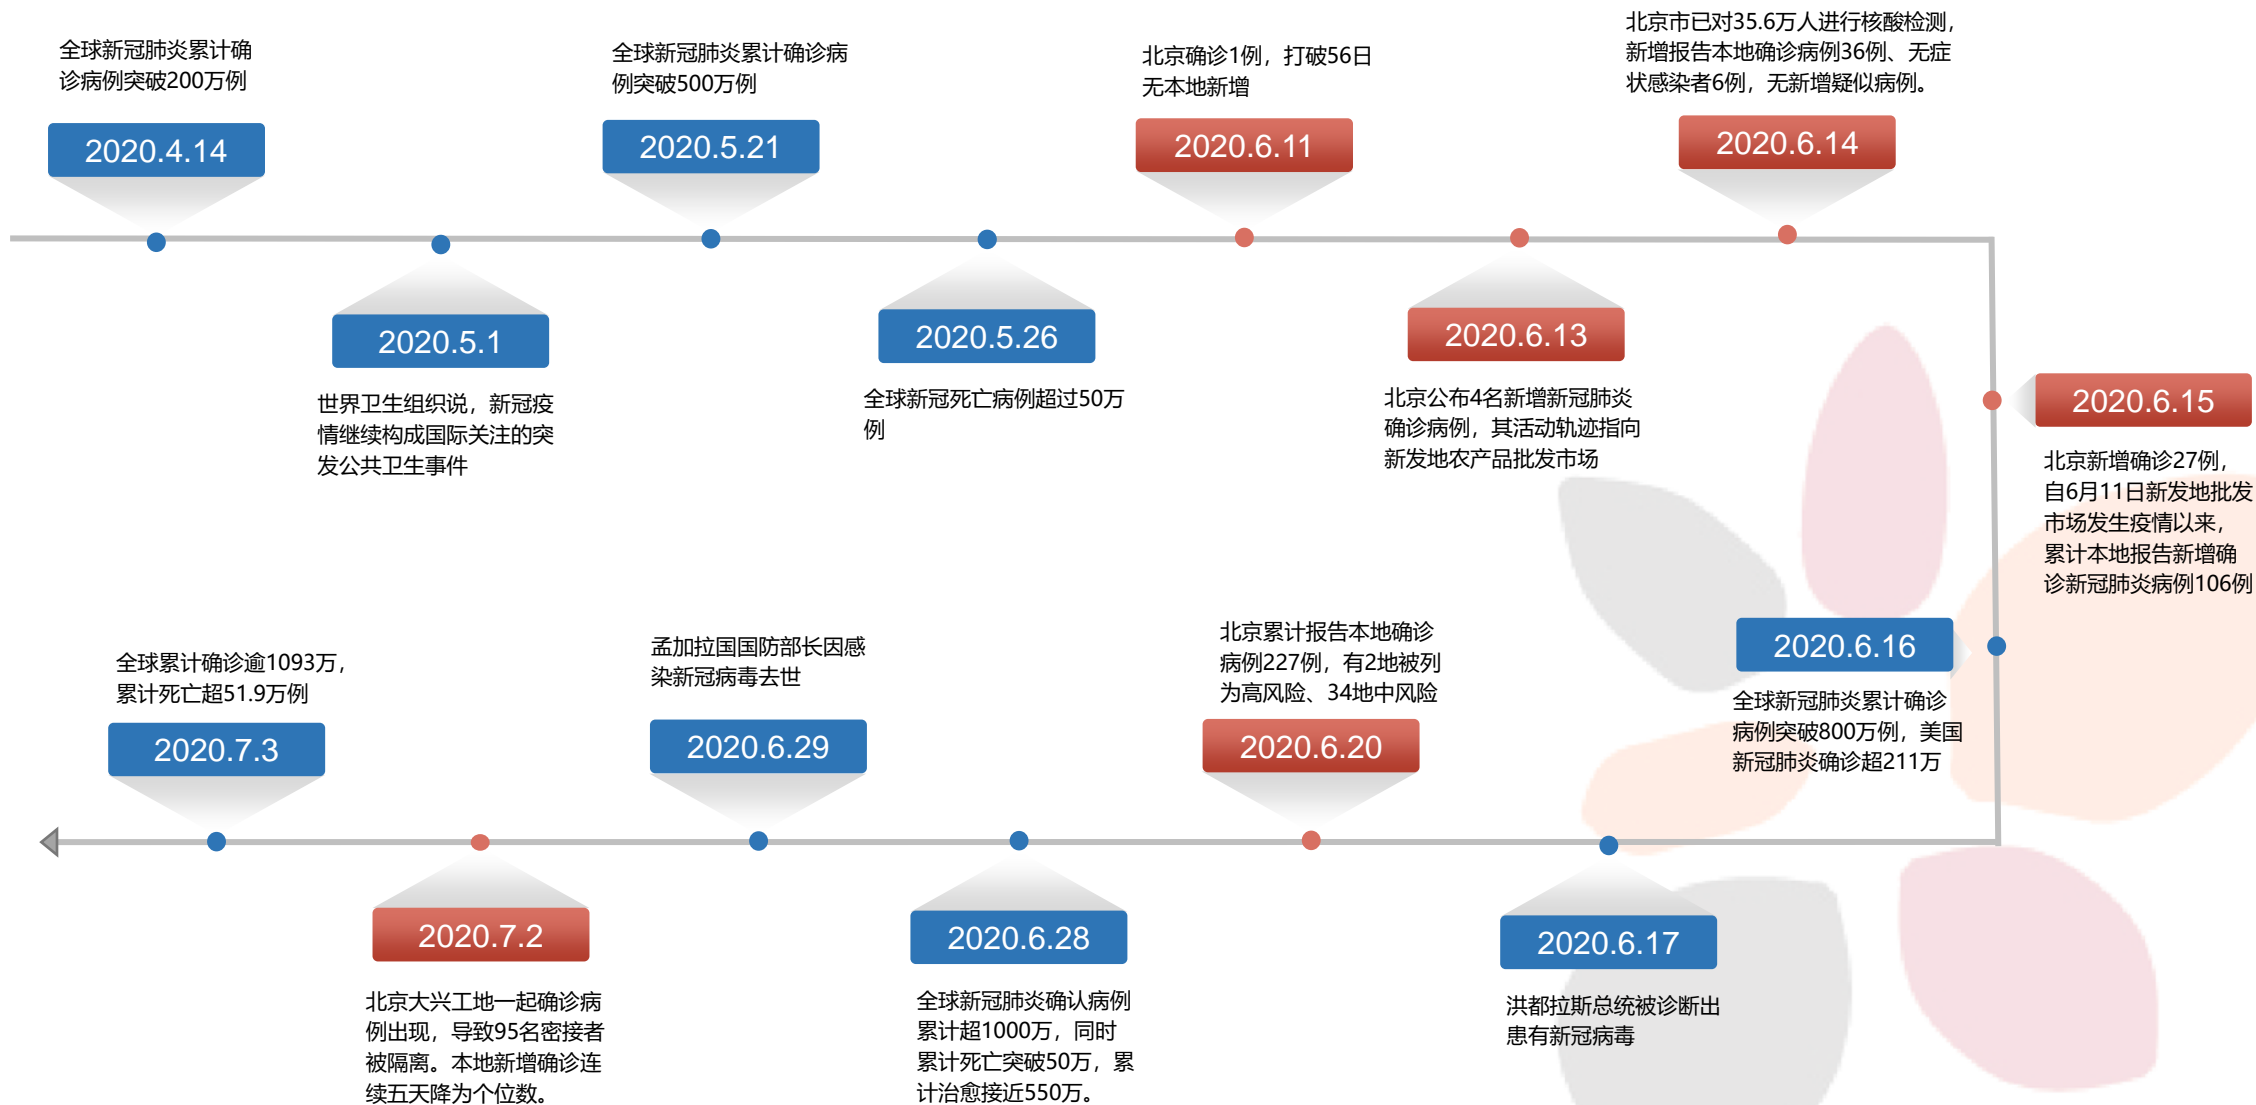 全球新冠肺炎累计确
诊病例突破200万例
2020.4.14
2020.5.1
世界卫生组织说，新冠疫
情继续构成国际关注的突
发公共卫生事件
全球新冠肺炎累计确诊病
例突破500万例
2020.5.21
2020.5.26
全球新冠死亡病例超过50万
例
北京确诊1例，打破56日
无本地新增
2020.6.11
2020.6.13
北京公布4名新增新冠肺炎
确诊病例，其活动轨迹指向
新发地农产品批发市场
北京市已对35.6万人进行核酸检测，
新增报告本地确诊病例36例、无症
状感染者6例，无新增疑似病例。
2020.6.14
2020.6.15
北京新增确诊27例，
自6月11日新发地批发
市场发生疫情以来，
累计本地报告新增确
诊新冠肺炎病例106例
2020.6.16
全球新冠肺炎累计确诊
病例突破800万例，美国
新冠肺炎确诊超211万
2020.6.17
洪都拉斯总统被诊断出
患有新冠病毒
北京累计报告本地确诊
病例227例，有2地被列
为高风险、34地中风险
2020.6.20
2020.6.28
全球新冠肺炎确认病例
累计超1000万，同时
累计死亡突破50万，累
计治愈接近550万。
孟加拉国国防部长因感
染新冠病毒去世
2020.6.29
2020.7.2
北京大兴工地一起确诊病
例出现，导致95名密接者
被隔离。本地新增确诊连
续五天降为个位数。
全球累计确诊逾1093万，
累计死亡超51.9万例
2020.7.3